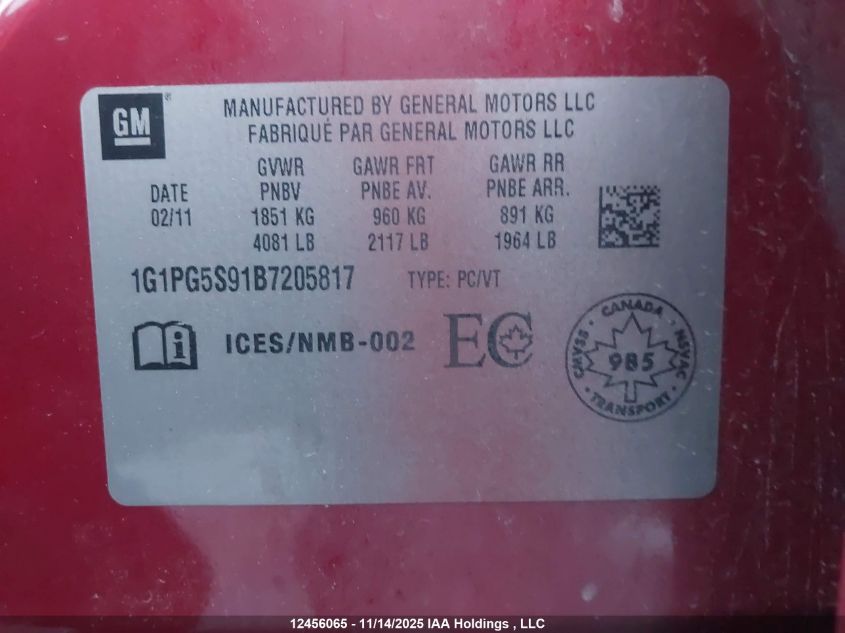 GM
MANUFACTURED BY GENERAL MOTORS LLC
FABRIQUÉ PAR GENERAL MOTORS LLC
GVWR GAWR FRT GAWR RR
DATE PNBV PNBE AV. PNBE ARR.
02/11 1851 KG 960 KG 891 KG
4081 LB 2117 LB 1964 LB
1G1PG5S91B7205817 TYPE: PC/VT
ICES/NMB-002 EC
CMVSS · CANADA · NSVAC · TRANSPORT ·
985
12456065 - 11/14/2025 IAA Holdings , LLC